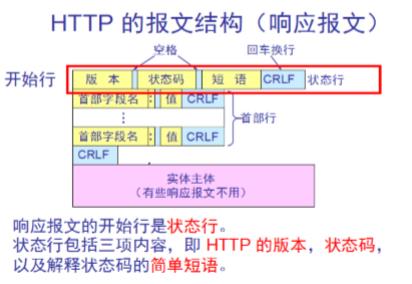 HTTP 的报文结构（响应报文）
空格 回车换行
开始行 版 本 状态码 短 语 CRLF 状态行
首部字段名 : 值 CRLF
⋮ 首部行
首部字段名 : 值 CRLF
CRLF
实体主体
（有些响应报文不用）
响应报文的开始行是状态行。
状态行包括三项内容，即 HTTP 的版本，状态码，
以及解释状态码的简单短语。